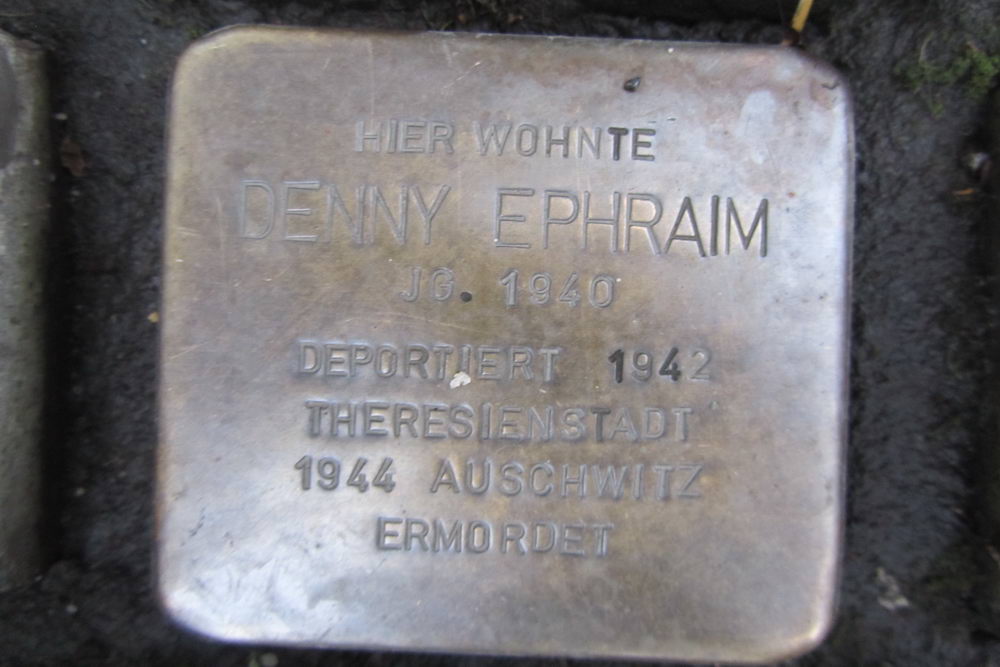 HIER WOHNTE
DENNY EPHRAIM
JG. 1940
DEPORTIERT 1942
THERESIENSTADT
1944 AUSCHWITZ
ERMORDET